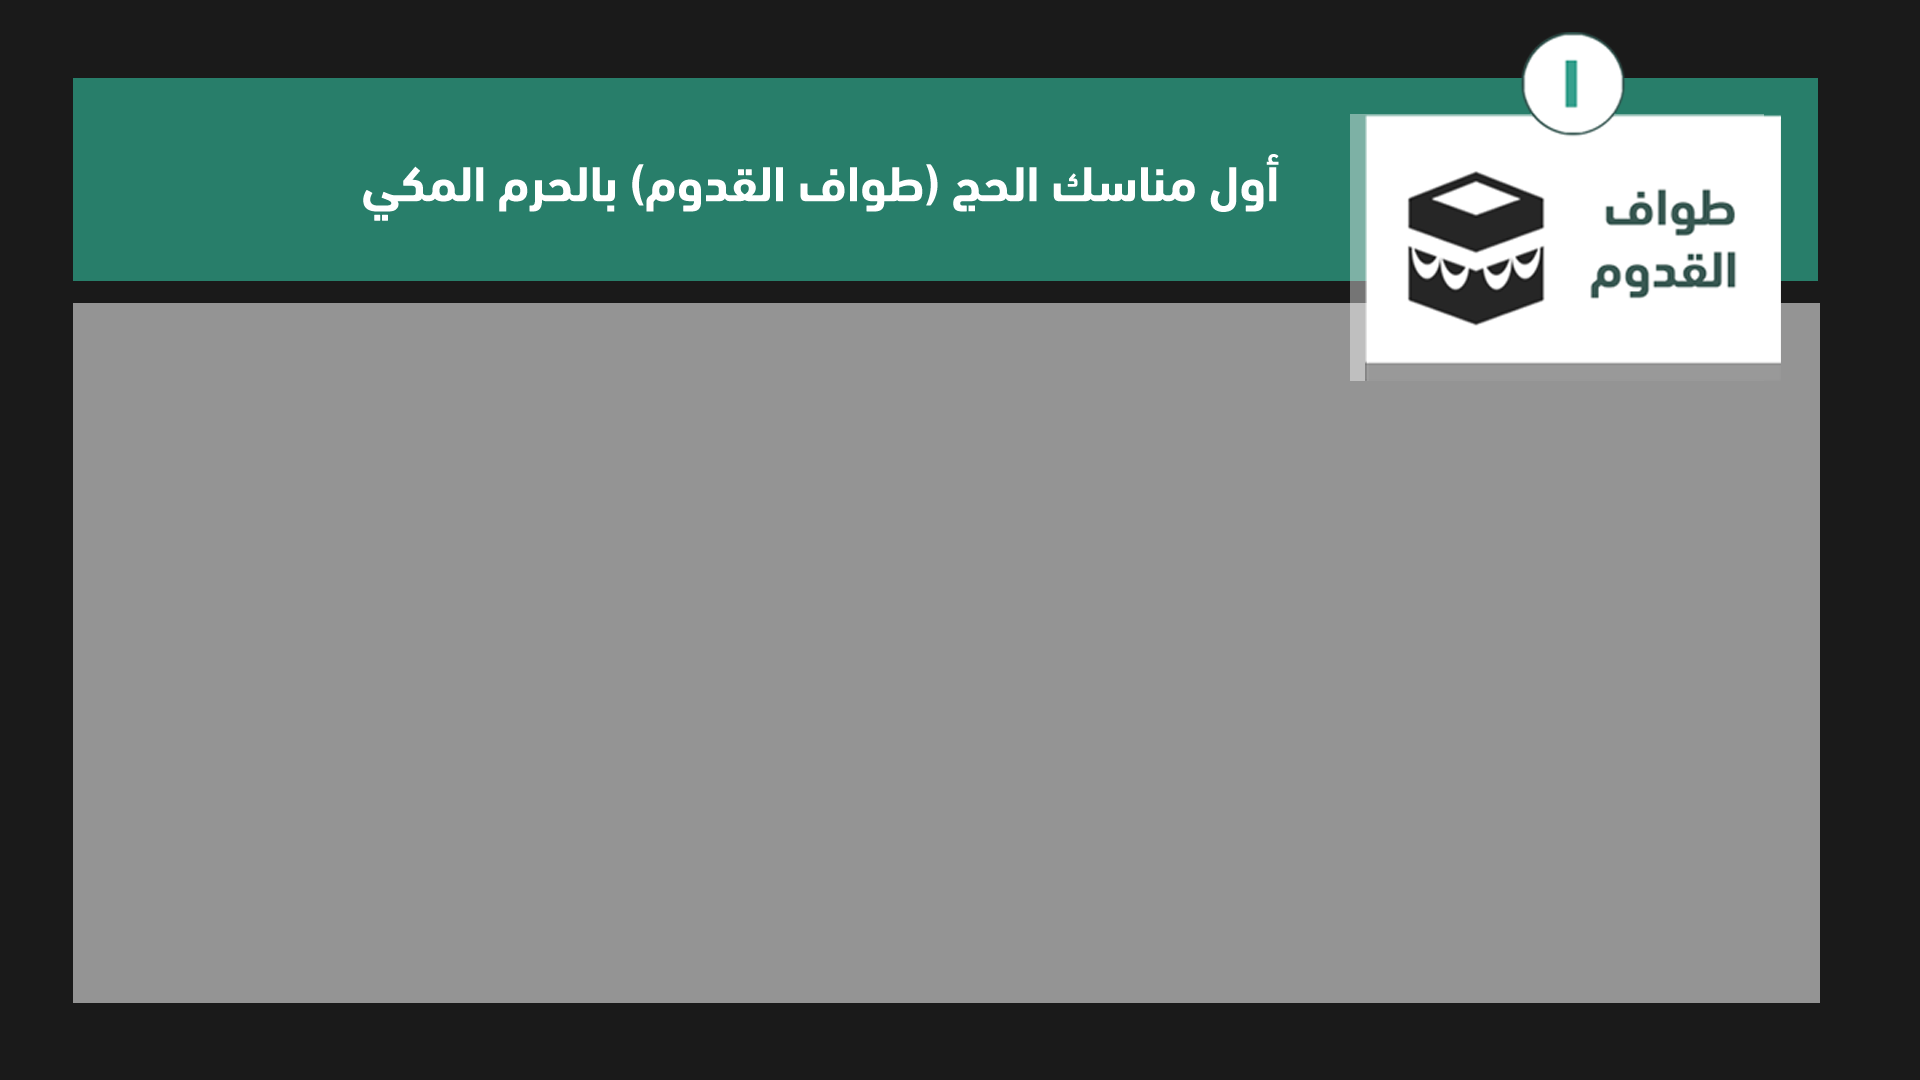 ١
طواف
القدوم
أول مناسك الحج (طواف القدوم) بالحرم المكي